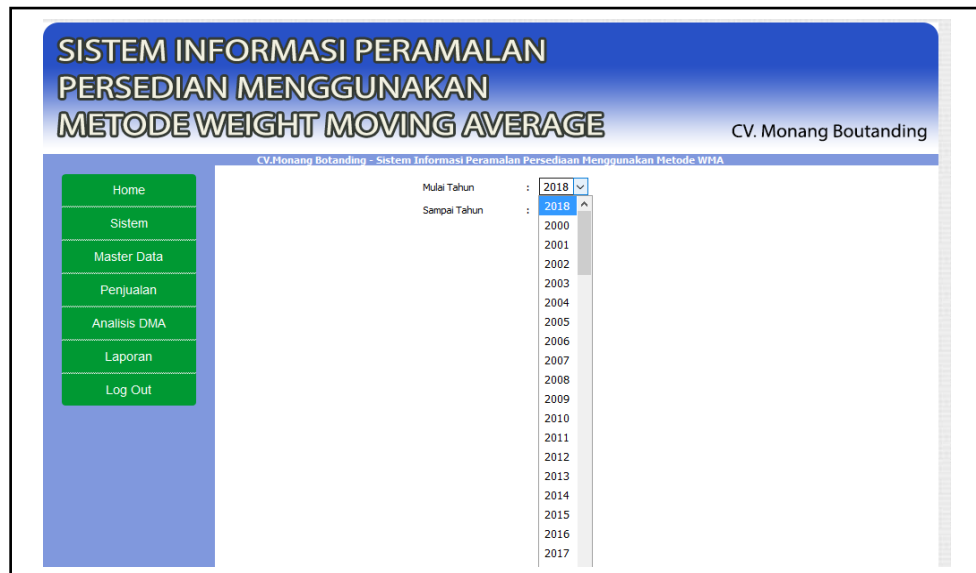 SISTEM INFORMASI PERAMALAN
PERSEDIAN MENGGUNAKAN
METODE WEIGHT MOVING AVERAGE
CV. Monang Boutanding
CV.Monang Botanding - Sistem Informasi Peramalan Persediaan Menggunakan Metode WMA
Home
Sistem
Master Data
Penjualan
Analisis DMA
Laporan
Log Out
Mulai Tahun : 2018
Sampai Tahun :
2018
2000
2001
2002
2003
2004
2005
2006
2007
2008
2009
2010
2011
2012
2013
2014
2015
2016
2017